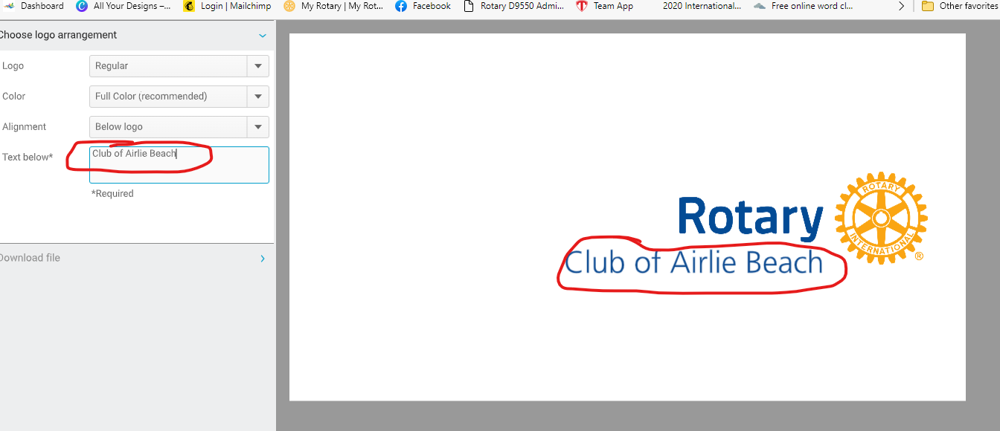 Dashboard All Your Designs –... Login | Mailchimp My Rotary | My Rot... Facebook Rotary D9550 Admi... Team App 2020 International... Free online word cl... Other favorites
Choose logo arrangement
Logo Regular
Color Full Color (recommended)
Alignment Below logo
Text below* Club of Airlie Beach
*Required
Download file
Rotary
Club of Airlie Beach
ROTARY
INTERNATIONAL
®